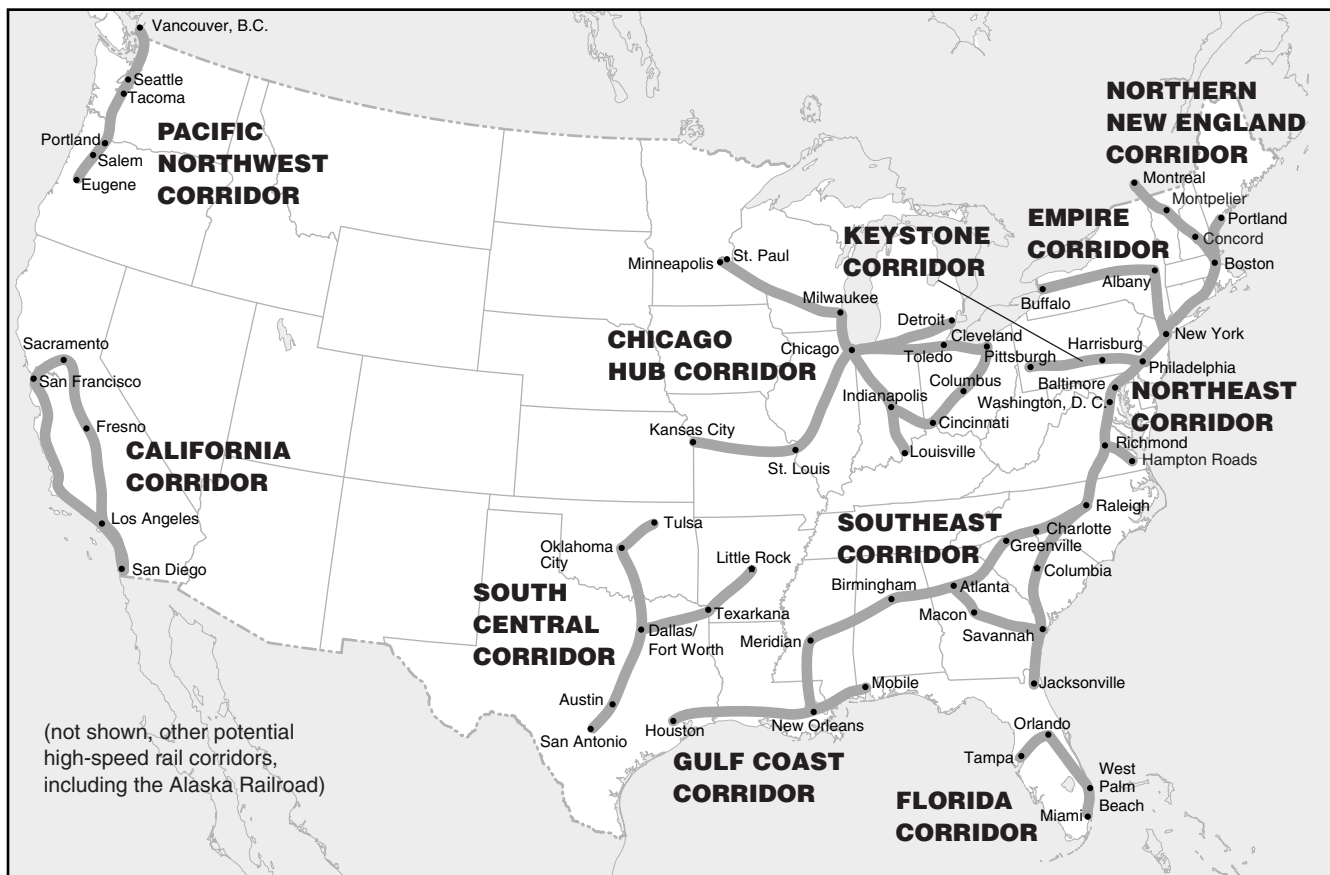 Vancouver, B.C.
Seattle
Tacoma
Portland
Salem
Eugene
PACIFIC
NORTHWEST
CORRIDOR
NORTHERN
NEW ENGLAND
CORRIDOR
Montreal
Montpelier
Portland
Concord
Boston
EMPIRE
CORRIDOR
Albany
Buffalo
New York
KEYSTONE
CORRIDOR
Harrisburg
Pittsburgh
Philadelphia
Baltimore
Washington, D. C.
NORTHEAST
CORRIDOR
Richmond
Hampton Roads
Minneapolis
St. Paul
Milwaukee
Detroit
Cleveland
Chicago
Toledo
CHICAGO
HUB CORRIDOR
Columbus
Indianapolis
Cincinnati
Louisville
Kansas City
St. Louis
Sacramento
San Francisco
Fresno
CALIFORNIA
CORRIDOR
Los Angeles
San Diego
Raleigh
Charlotte
Greenville
Columbia
SOUTHEAST
CORRIDOR
Birmingham
Atlanta
Macon
Savannah
Jacksonville
Meridian
Tulsa
Oklahoma
City
Little Rock
Texarkana
SOUTH
CENTRAL
CORRIDOR
Dallas/
Fort Worth
Austin
San Antonio
Houston
New Orleans
Mobile
GULF COAST
CORRIDOR
Orlando
Tampa
West
Palm
Beach
Miami
FLORIDA
CORRIDOR
(not shown, other potential
high-speed rail corridors,
including the Alaska Railroad)